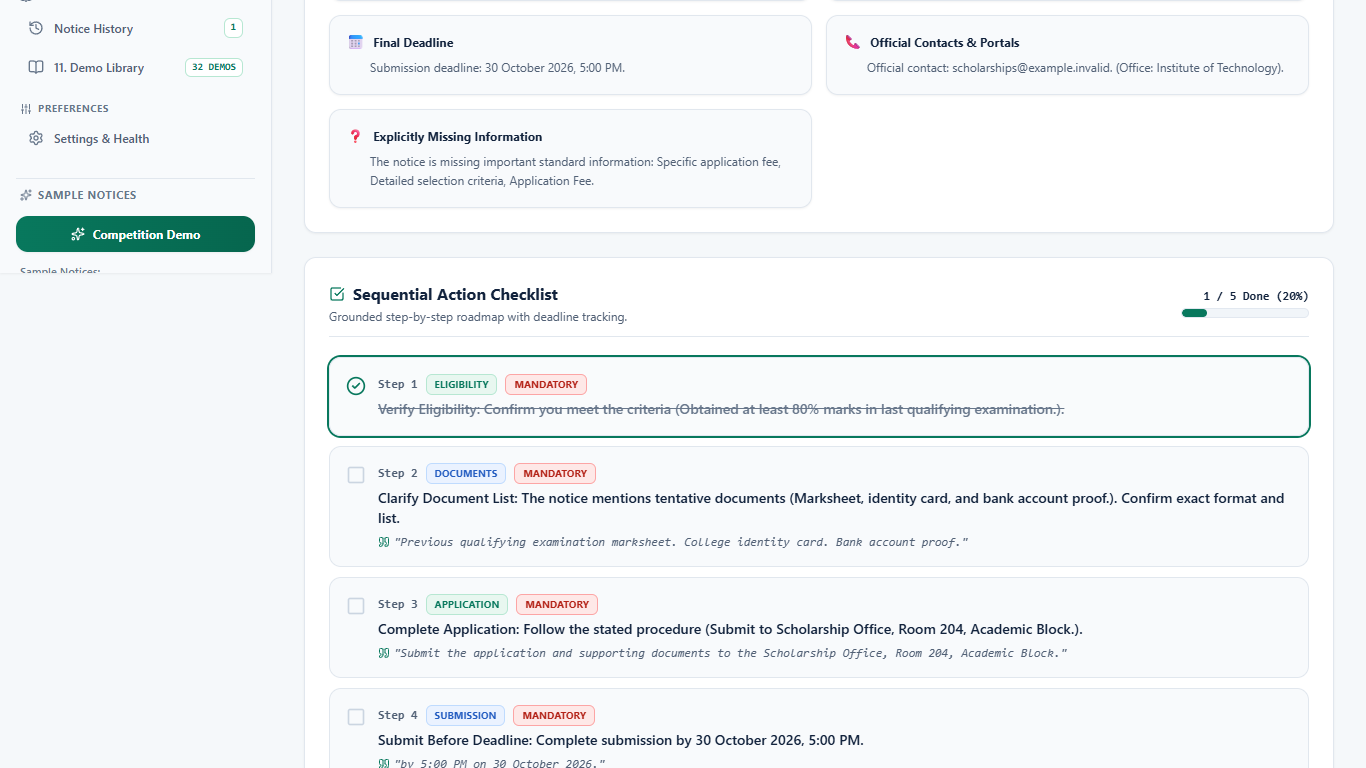 Notice History
1
11. Demo Library
32 DEMOS
PREFERENCES
Settings & Health
SAMPLE NOTICES
Competition Demo
Sample Notices:
Final Deadline
Submission deadline: 30 October 2026, 5:00 PM.
Official Contacts & Portals
Official contact: scholarships@example.invalid. (Office: Institute of Technology).
Explicitly Missing Information
The notice is missing important standard information: Specific application fee,
Detailed selection criteria, Application Fee.
Sequential Action Checklist
Grounded step-by-step roadmap with deadline tracking.
1 / 5 Done (20%)
Step 1 ELIGIBILITY MANDATORY
Verify Eligibility: Confirm you meet the criteria (Obtained at least 80% marks in last qualifying examination.).
Step 2 DOCUMENTS MANDATORY
Clarify Document List: The notice mentions tentative documents (Marksheet, identity card, and bank account proof.). Confirm exact format and
list.
"Previous qualifying examination marksheet. College identity card. Bank account proof."
Step 3 APPLICATION MANDATORY
Complete Application: Follow the stated procedure (Submit to Scholarship Office, Room 204, Academic Block.).
"Submit the application and supporting documents to the Scholarship Office, Room 204, Academic Block."
Step 4 SUBMISSION MANDATORY
Submit Before Deadline: Complete submission by 30 October 2026, 5:00 PM.
"by 5:00 PM on 30 October 2026."